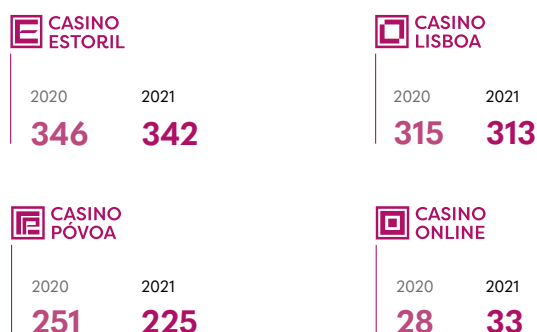 CASINO
ESTORIL
2020 2021
346 342
CASINO
LISBOA
2020 2021
315 313
CASINO
PÓVOA
2020 2021
251 225
CASINO
ONLINE
2020 2021
28 33